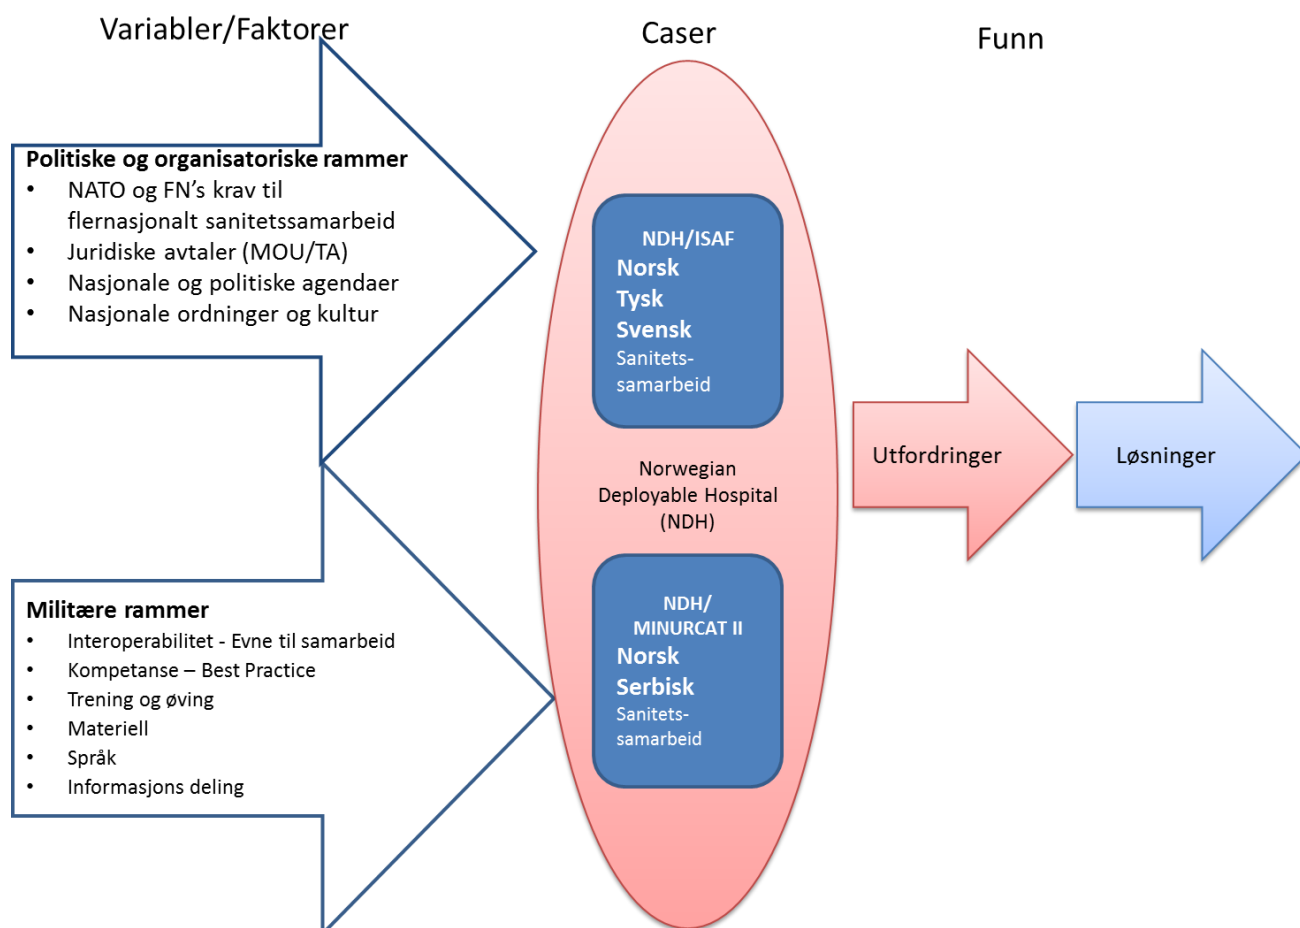 Variabler/Faktorer
Caser
Funn
Politiske og organisatoriske rammer
• NATO og FN's krav til
flernasjonalt sanitetssamarbeid
• Juridiske avtaler (MOU/TA)
• Nasjonale og politiske agendaer
• Nasjonale ordninger og kultur
Militære rammer
• Interoperabilitet - Evne til samarbeid
• Kompetanse – Best Practice
• Trening og øving
• Materiell
• Språk
• Informasjons deling
NDH/ISAF
Norsk
Tysk
Svensk
Sanitets-
samarbeid
Norwegian
Deployable Hospital
(NDH)
NDH/
MINURCAT II
Norsk
Serbisk
Sanitets-
samarbeid
Utfordringer
Løsninger